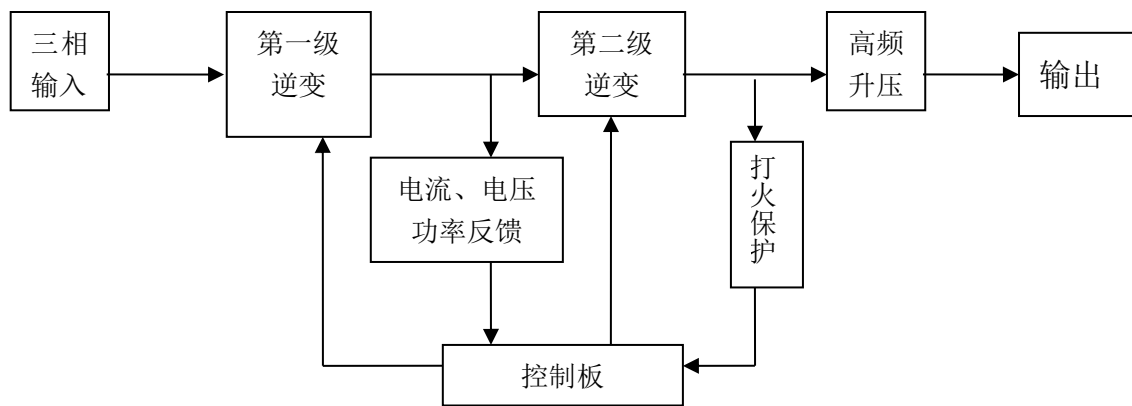 三相
输入
第一级
逆变
第二级
逆变
高频
升压
输出
电流、电压
功率反馈
打
火
保
护
控制板